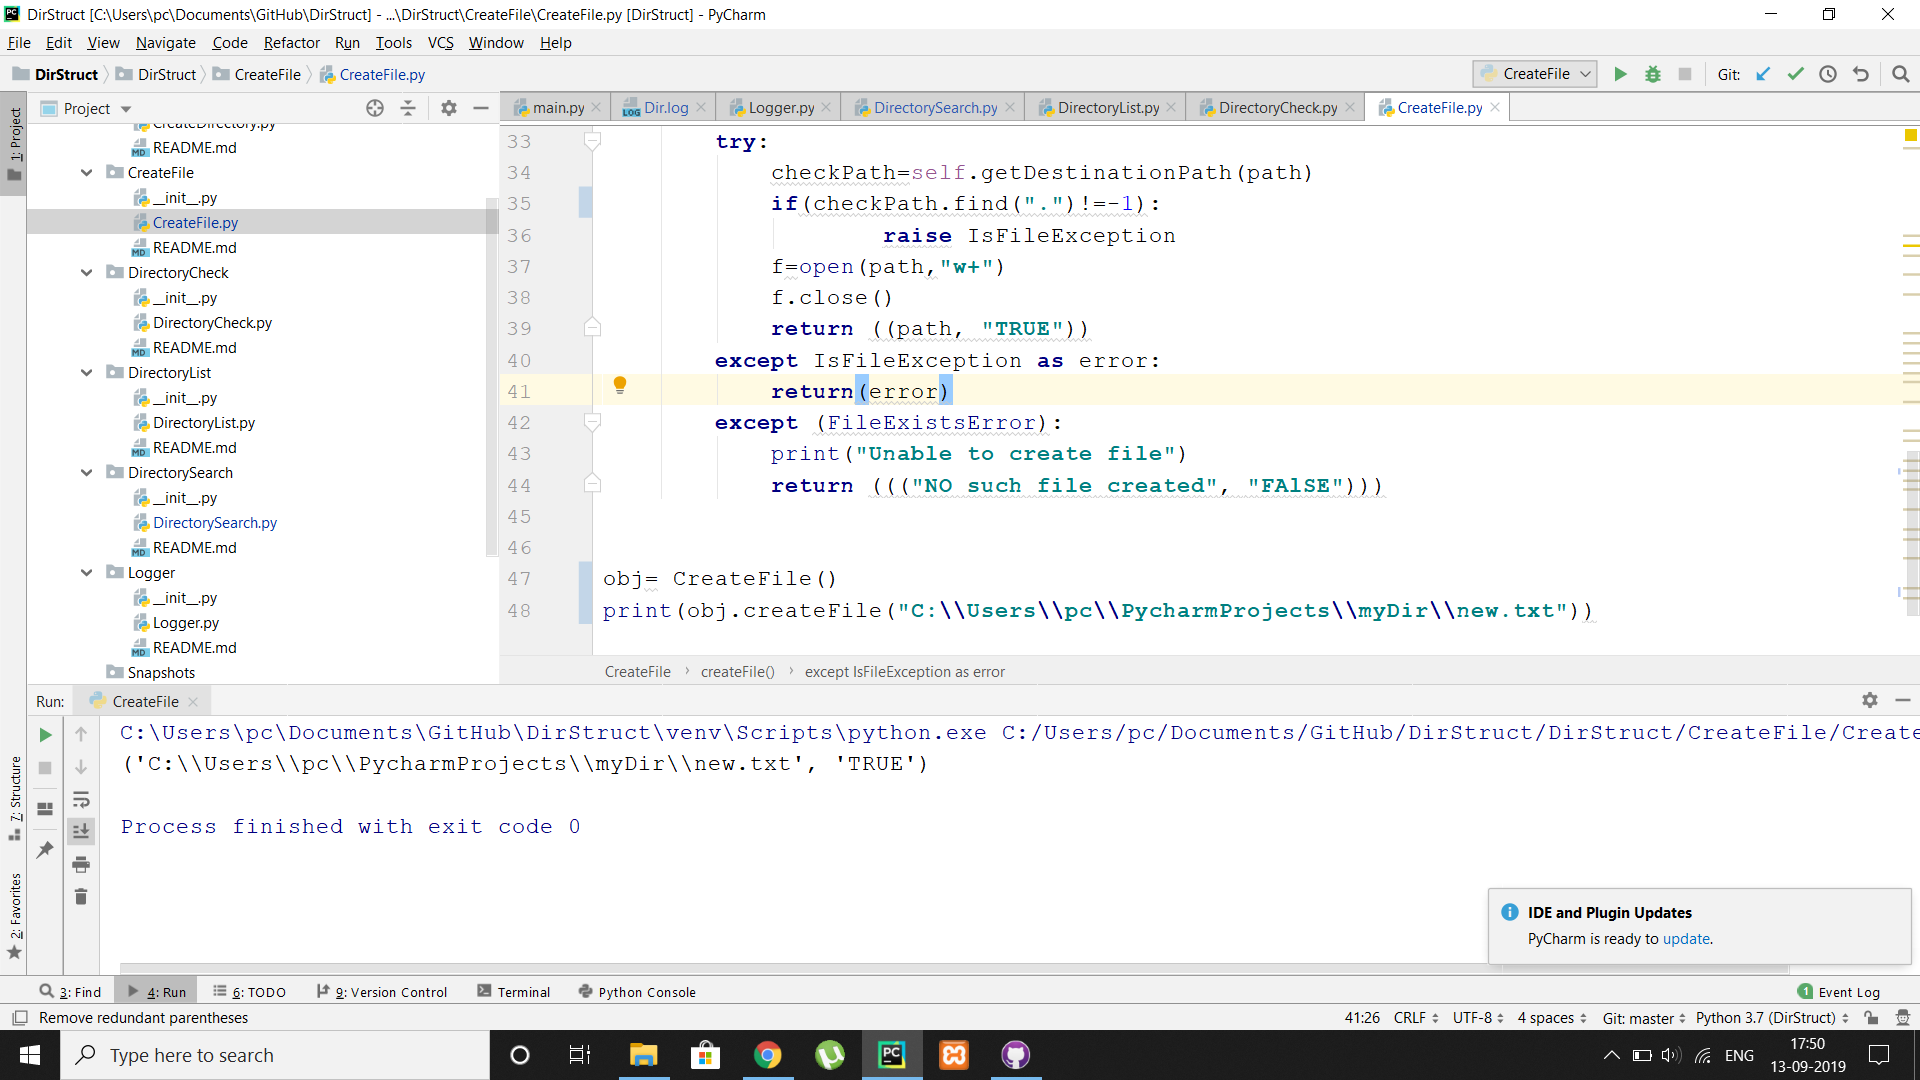 DirStruct [C:\Users\pc\Documents\GitHub\DirStruct] - ...\DirStruct\CreateFile\CreateFile.py [DirStruct] - PyCharm
File Edit View Navigate Code Refactor Run Tools VCS Window Help
DirStruct DirStruct CreateFile CreateFile.py CreateFile Git:
Project
main.py Dir.log Logger.py DirectorySearch.py DirectoryList.py DirectoryCheck.py CreateFile.py
1: Project
CreateDirectory.py
README.md
CreateFile
__init__.py
CreateFile.py
README.md
DirectoryCheck
__init__.py
DirectoryCheck.py
README.md
DirectoryList
__init__.py
DirectoryList.py
README.md
DirectorySearch
__init__.py
DirectorySearch.py
README.md
Logger
__init__.py
Logger.py
README.md
Snapshots
33 try:
34 checkPath=self.getDestinationPath(path)
35 if(checkPath.find(".")!=-1):
36 raise IsFileException
37 f=open(path,"w+")
38 f.close()
39 return ((path, "TRUE"))
40 except IsFileException as error:
41 return(error)
42 except (FileExistsError):
43 print("Unable to create file")
44 return ((("NO such file created", "FAlSE")))
45
46
47 obj= CreateFile()
48 print(obj.createFile("C:\\Users\\pc\\PycharmProjects\\myDir\\new.txt"))
CreateFile createFile() except IsFileException as error
Run: CreateFile
C:\Users\pc\Documents\GitHub\DirStruct\venv\Scripts\python.exe C:/Users/pc/Documents/GitHub/DirStruct/DirStruct/CreateFile/Create
('C:\\Users\\pc\\PycharmProjects\\myDir\\new.txt', 'TRUE')
Process finished with exit code 0
7: Structure
2: Favorites
IDE and Plugin Updates
PyCharm is ready to update.
3: Find 4: Run 6: TODO 9: Version Control Terminal Python Console 1 Event Log
Remove redundant parentheses 41:26 CRLF UTF-8 4 spaces Git: master Python 3.7 (DirStruct)
Type here to search
ENG
17:50
13-09-2019